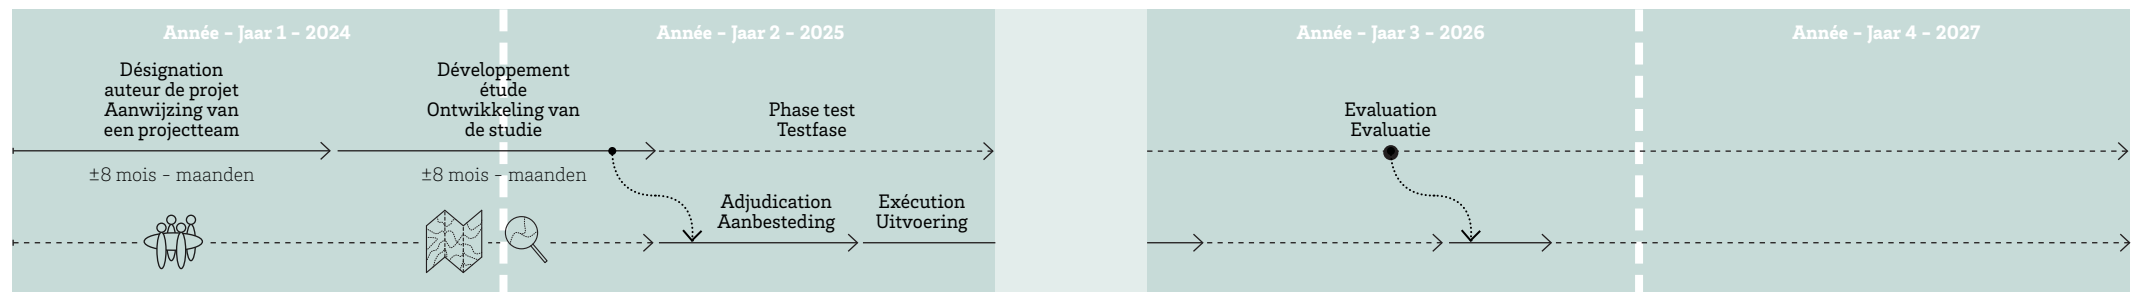 Année – Jaar 1 – 2024
Année – Jaar 2 – 2025
Année – Jaar 3 – 2026
Année – Jaar 4 – 2027
Désignation
auteur de projet
Aanwijzing van
een projectteam
±8 mois – maanden
Développement
étude
Ontwikkeling van
de studie
±8 mois – maanden
Phase test
Testfase
Adjudication
Aanbesteding
Exécution
Uitvoering
Evaluation
Evaluatie